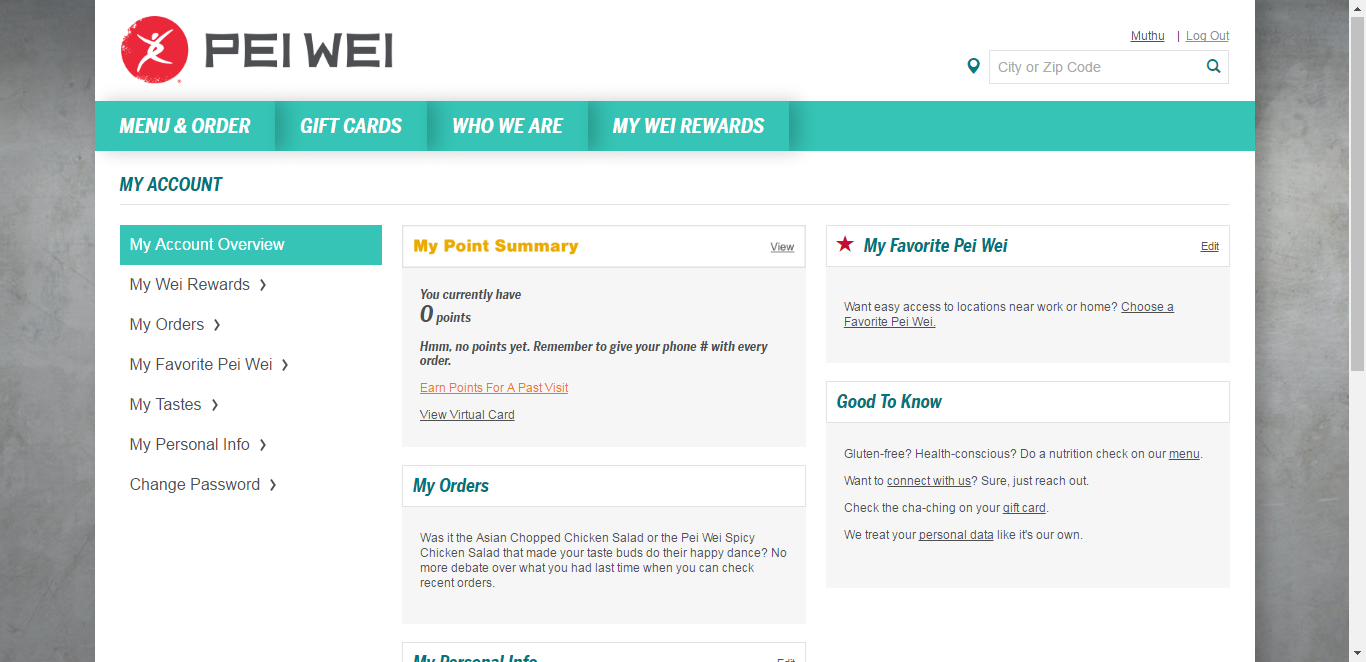 PEI WEI
Muthu | Log Out
City or Zip Code
MENU & ORDER
GIFT CARDS
WHO WE ARE
MY WEI REWARDS
MY ACCOUNT
My Account Overview
My Wei Rewards
My Orders
My Favorite Pei Wei
My Tastes
My Personal Info
Change Password
My Point Summary
View
You currently have
0 points
Hmm, no points yet. Remember to give your phone # with every
order.
Earn Points For A Past Visit
View Virtual Card
My Orders
Was it the Asian Chopped Chicken Salad or the Pei Wei Spicy
Chicken Salad that made your taste buds do their happy dance? No
more debate over what you had last time when you can check
recent orders.
My Personal Info
Edit
My Favorite Pei Wei
Edit
Want easy access to locations near work or home? Choose a
Favorite Pei Wei.
Good To Know
Gluten-free? Health-conscious? Do a nutrition check on our menu.
Want to connect with us? Sure, just reach out.
Check the cha-ching on your gift card.
We treat your personal data like it's our own.